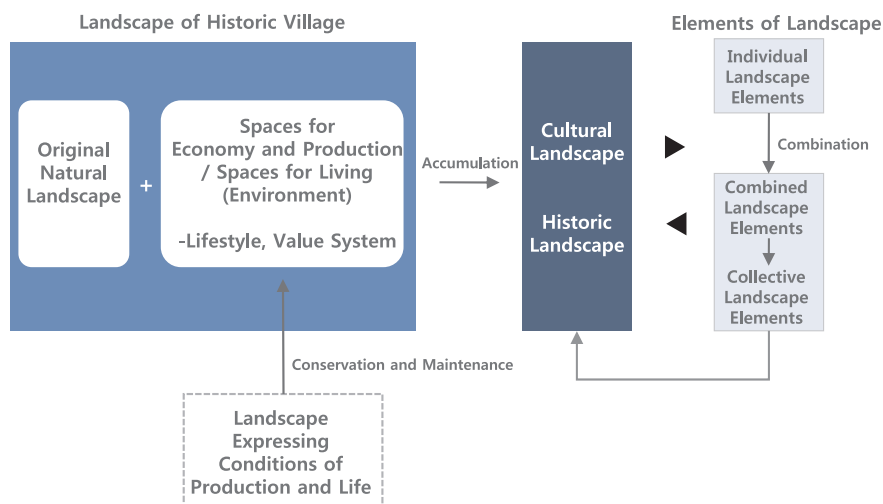 Landscape of Historic Village
Original
Natural
Landscape
+
Spaces for
Economy and Production
/ Spaces for Living
(Environment)
-Lifestyle, Value System
Accumulation
Conservation and Maintenance
Landscape
Expressing
Conditions of
Production and Life
Cultural
Landscape
Historic
Landscape
Elements of Landscape
Individual
Landscape
Elements
Combination
Combined
Landscape
Elements
Collective
Landscape
Elements